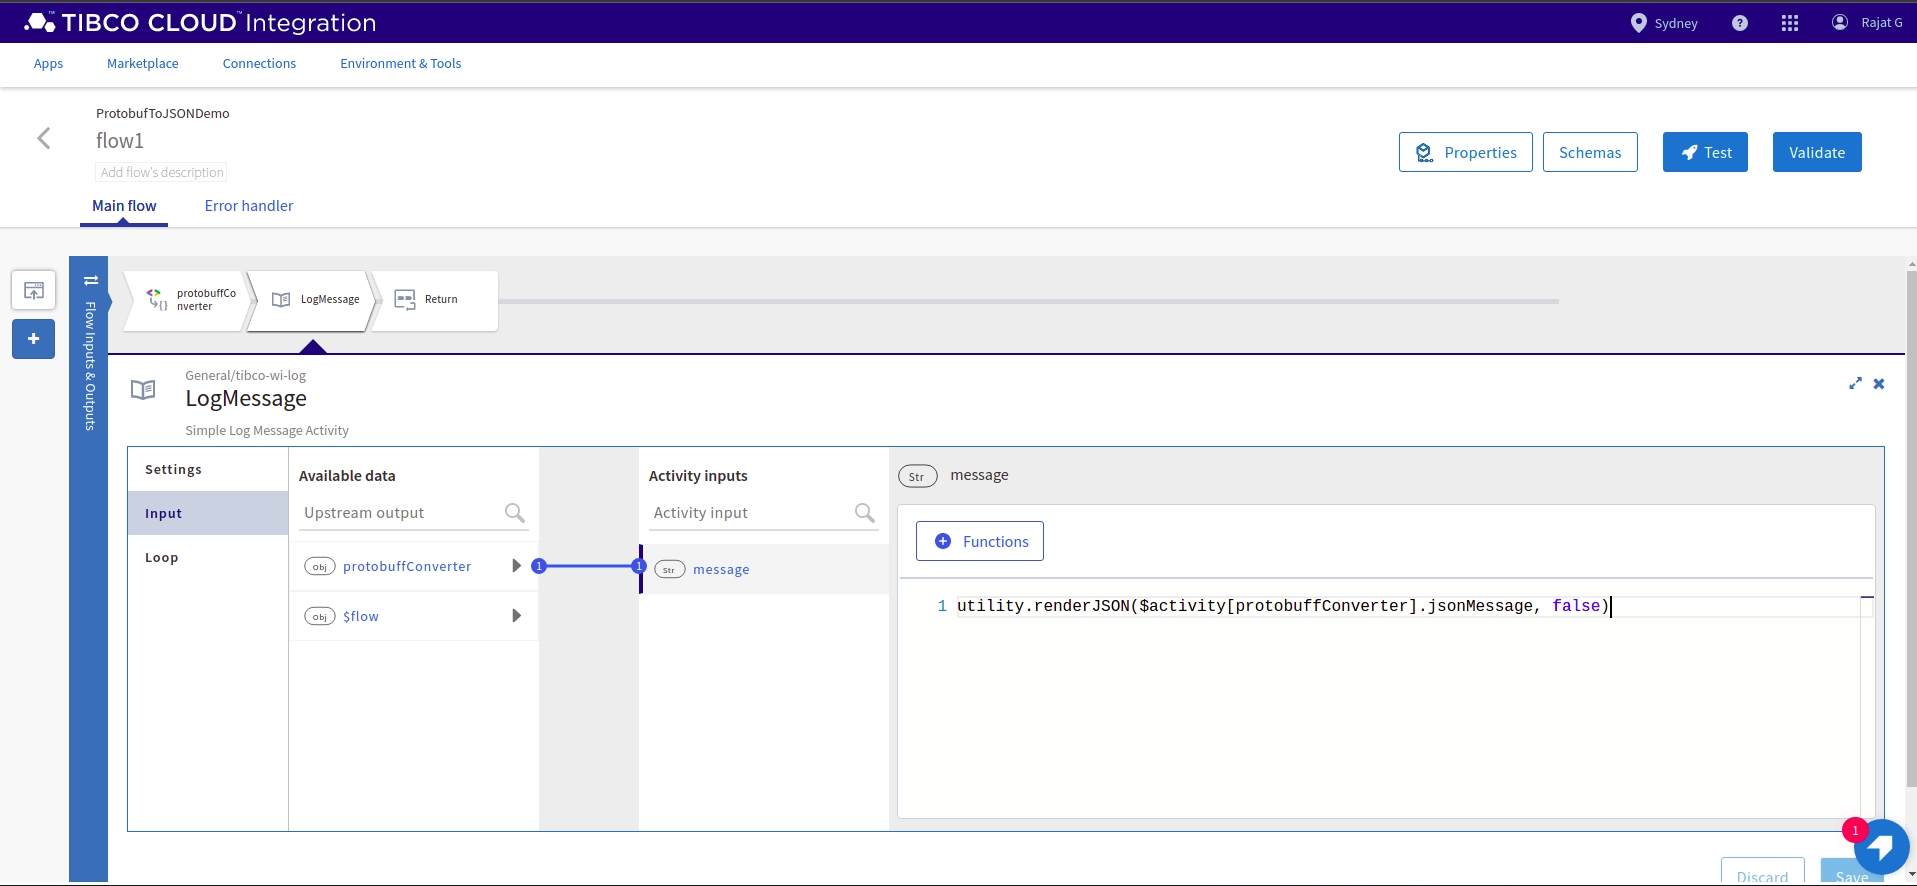 TIBCO CLOUD™ Integration
Sydney
?
Rajat G
Apps
Marketplace
Connections
Environment & Tools
ProtobufToJSONDemo
flow1
Add flow's description
Properties
Schemas
Test
Validate
Main flow
Error handler
Flow Inputs & Outputs
protobuffCo
nverter
LogMessage
Return
General/tibco-wi-log
LogMessage
Simple Log Message Activity
Settings
Input
Loop
Available data
Upstream output
obj protobuffConverter
obj $flow
1
1
Activity inputs
Activity input
Str message
Str message
Functions
1 utility.renderJSON($activity[protobuffConverter].jsonMessage, false)
1
Discard
Save